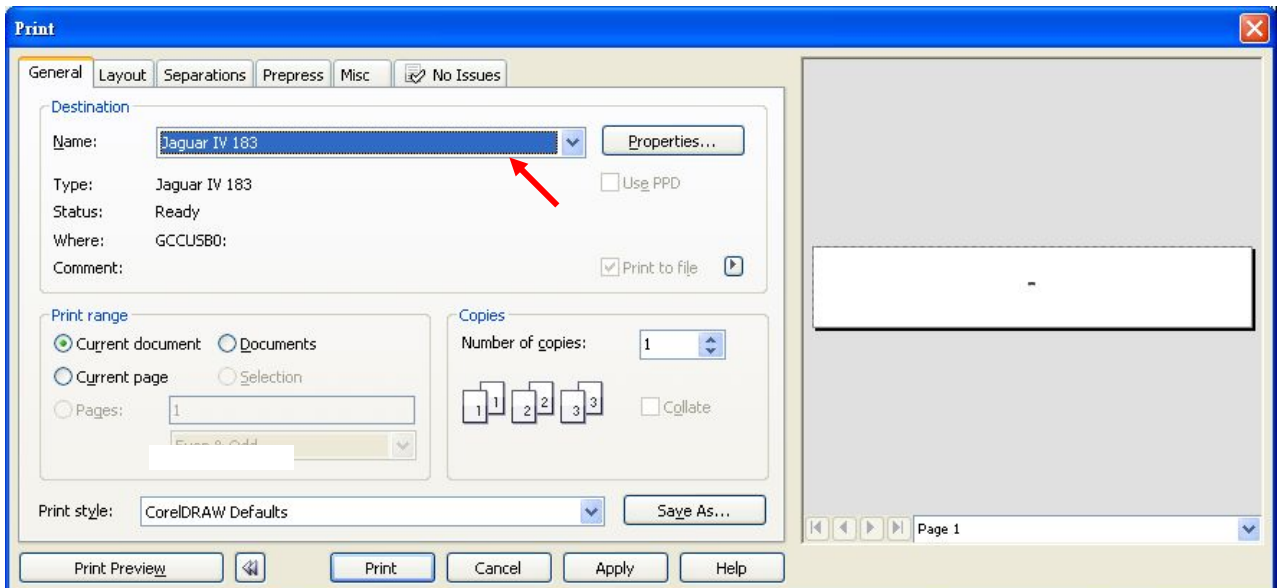 Print
General Layout Separations Prepress Misc No Issues
Destination
Name: Jaguar IV 183 Properties...
Type: Jaguar IV 183 Use PPD
Status: Ready
Where: GCCUSB0:
Comment: Print to file
Print range
Current document Documents
Current page Selection
Pages: 1
Copies
Number of copies: 1
1 1 2 2 3 3 Collate
Print style: CorelDRAW Defaults Save As...
Page 1
Print Preview Print Cancel Apply Help